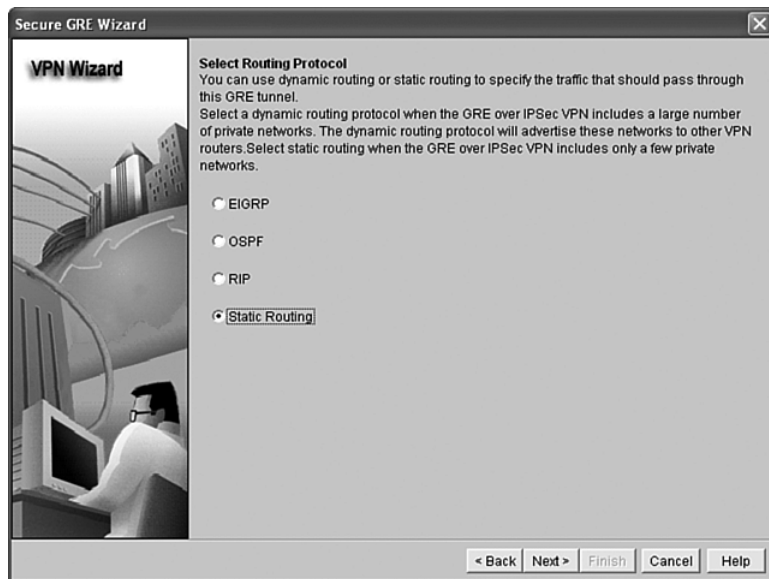 Secure GRE Wizard
VPN Wizard
Select Routing Protocol
You can use dynamic routing or static routing to specify the traffic that should pass through
this GRE tunnel.
Select a dynamic routing protocol when the GRE over IPSec VPN includes a large number
of private networks. The dynamic routing protocol will advertise these networks to other VPN
routers.Select static routing when the GRE over IPSec VPN includes only a few private
networks.
EIGRP
OSPF
RIP
Static Routing
< Back Next > Finish Cancel Help